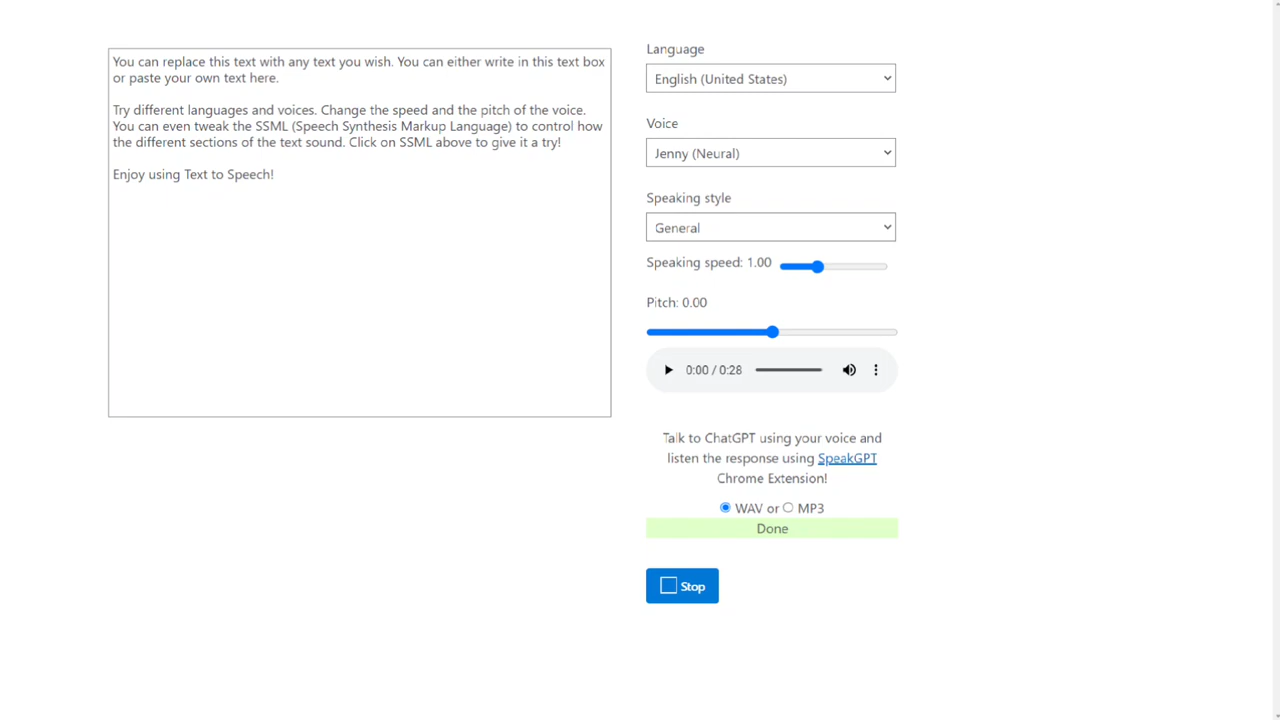 You can replace this text with any text you wish. You can either write in this text box
or paste your own text here.
Try different languages and voices. Change the speed and the pitch of the voice.
You can even tweak the SSML (Speech Synthesis Markup Language) to control how
the different sections of the text sound. Click on SSML above to give it a try!
Enjoy using Text to Speech!
Language
English (United States)
Voice
Jenny (Neural)
Speaking style
General
Speaking speed: 1.00
Pitch: 0.00
0:00 / 0:28
Talk to ChatGPT using your voice and
listen the response using SpeakGPT
Chrome Extension!
WAV or MP3
Done
Stop